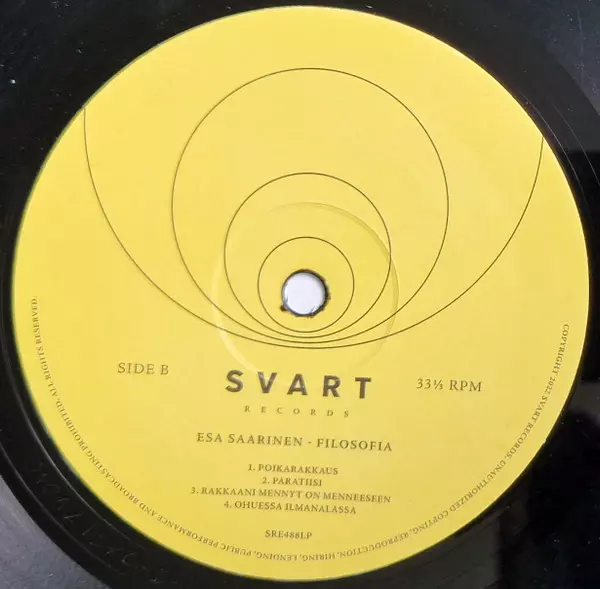 SIDE B
SVART
RECORDS
33⅓ RPM
ESA SAARINEN - FILOSOFIA
1. POIKARAKKAUS
2. PARATIISI
3. RAKKAANI MENNYT ON MENNEESEEN
4. OHUESSA ILMANALASSA
SRE488LP
COPYRIGHT 2022 SVART RECORDS. UNAUTHORIZED COPYING, REPRODUCTION, HIRING, LENDING, PUBLIC PERFORMANCE AND BROADCASTING PROHIBITED. ALL RIGHTS RESERVED.